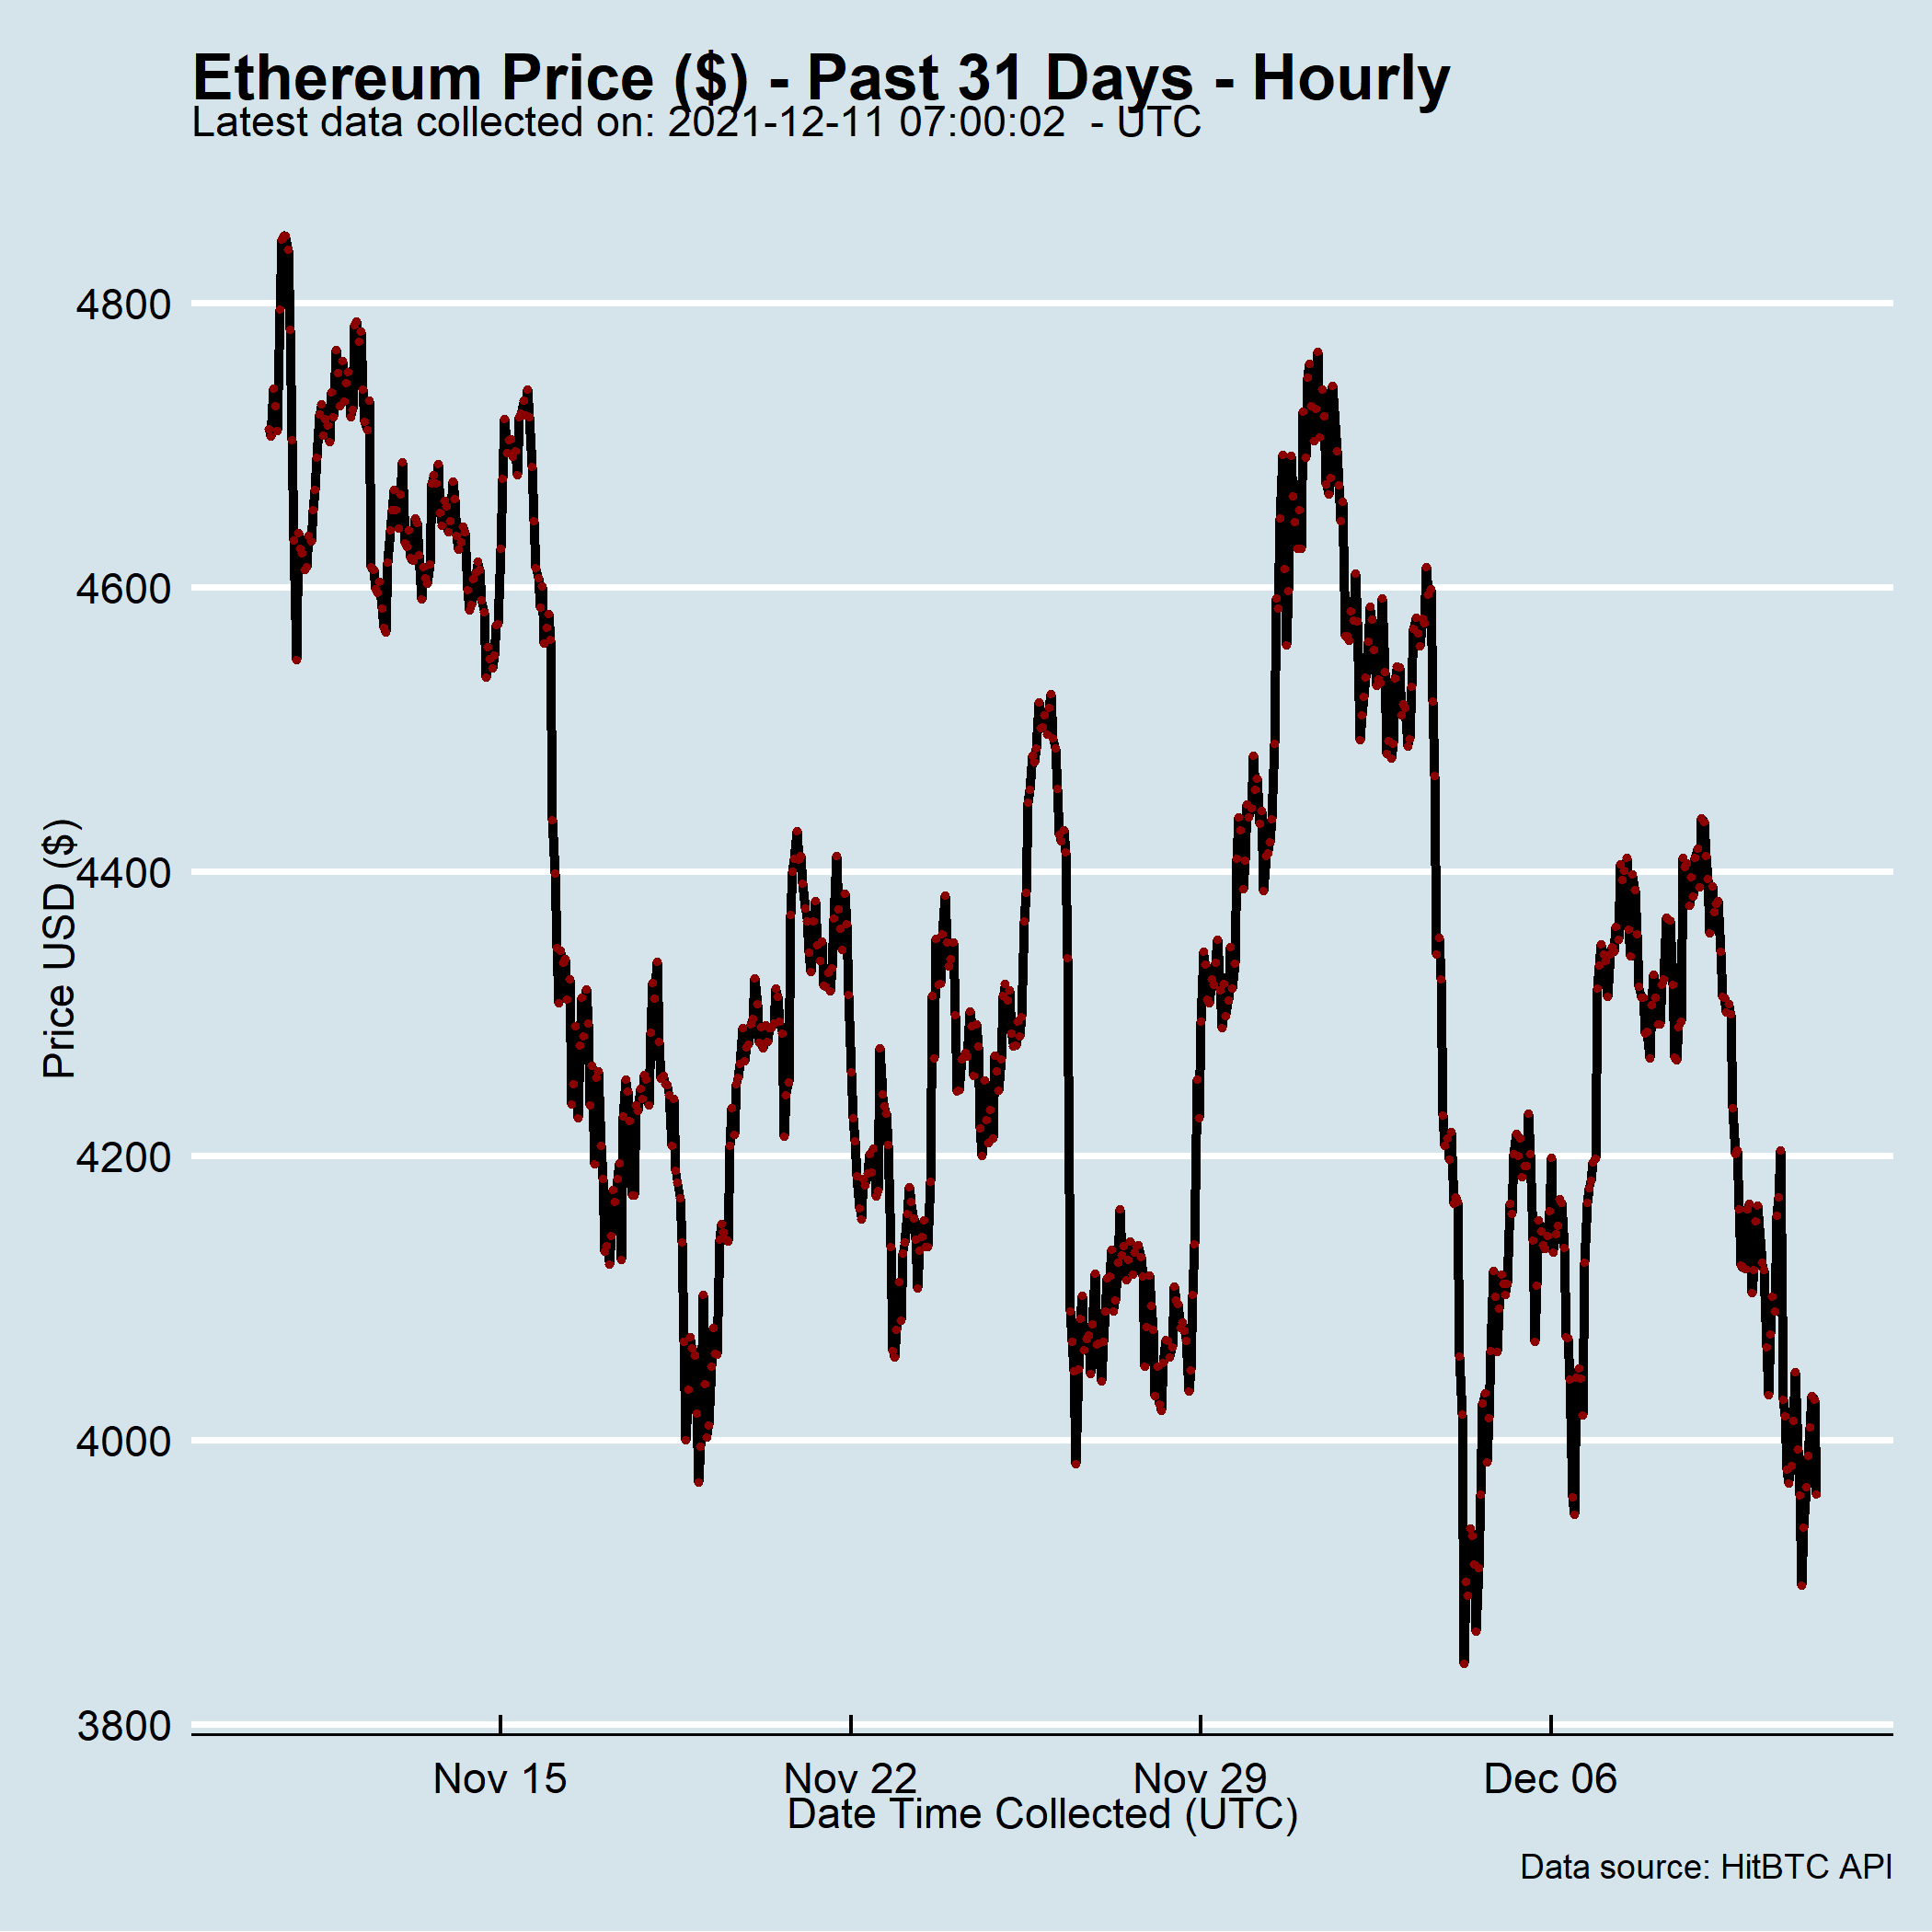 Ethereum Price ($) - Past 31 Days - Hourly
Latest data collected on: 2021-12-11 07:00:02  - UTC
Price USD ($)
4800
4600
4400
4200
4000
3800
Nov 15
Nov 22
Nov 29
Dec 06
Date Time Collected (UTC)
Data source: HitBTC API